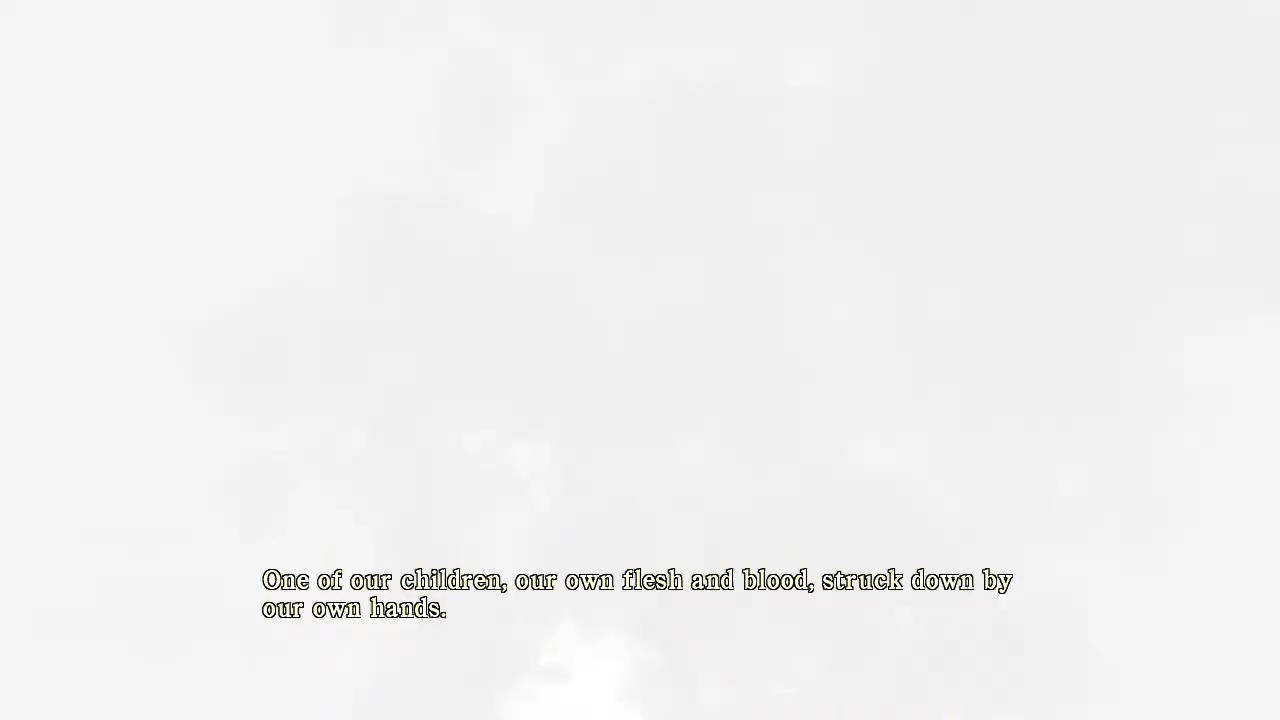 One of our children, our own flesh and blood, struck down by
our own hands.